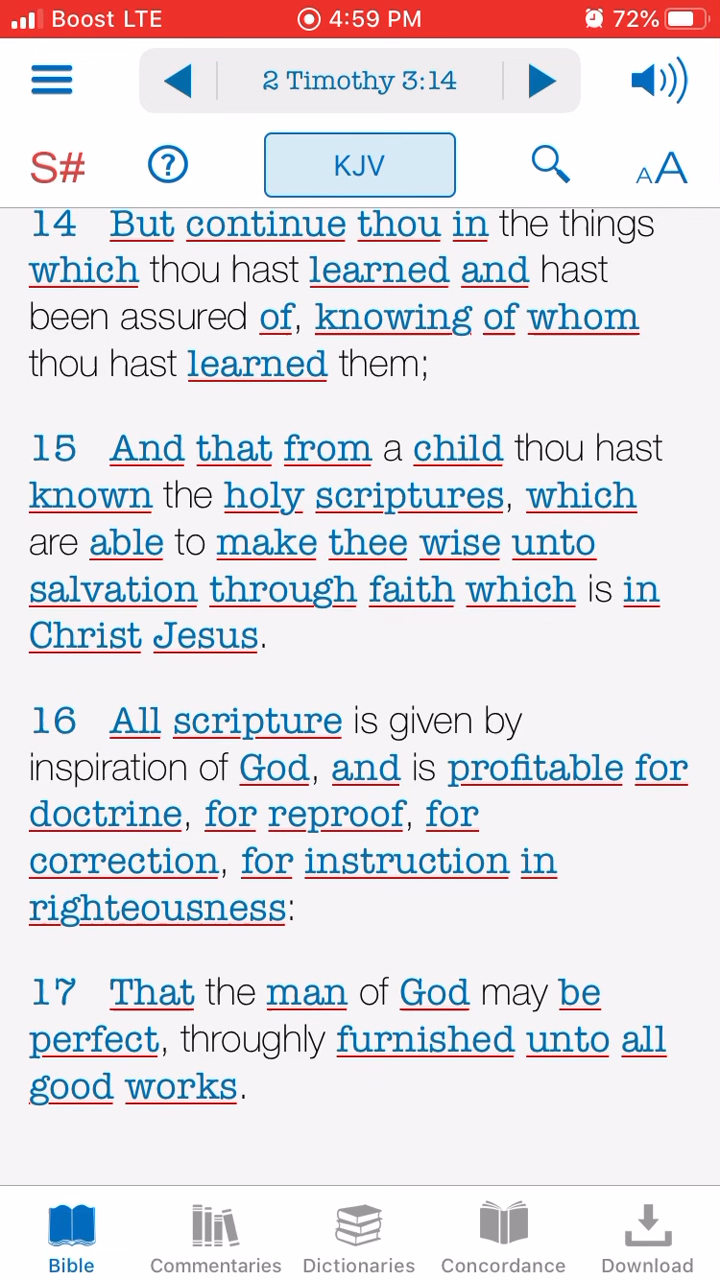 Boost LTE 4:59 PM 72%
2 Timothy 3:14
S# ? KJV AA
14 But continue thou in the things
which thou hast learned and hast
been assured of, knowing of whom
thou hast learned them;
15 And that from a child thou hast
known the holy scriptures, which
are able to make thee wise unto
salvation through faith which is in
Christ Jesus.
16 All scripture is given by
inspiration of God, and is profitable for
doctrine, for reproof, for
correction, for instruction in
righteousness:
17 That the man of God may be
perfect, throughly furnished unto all
good works.
Bible Commentaries Dictionaries Concordance Download